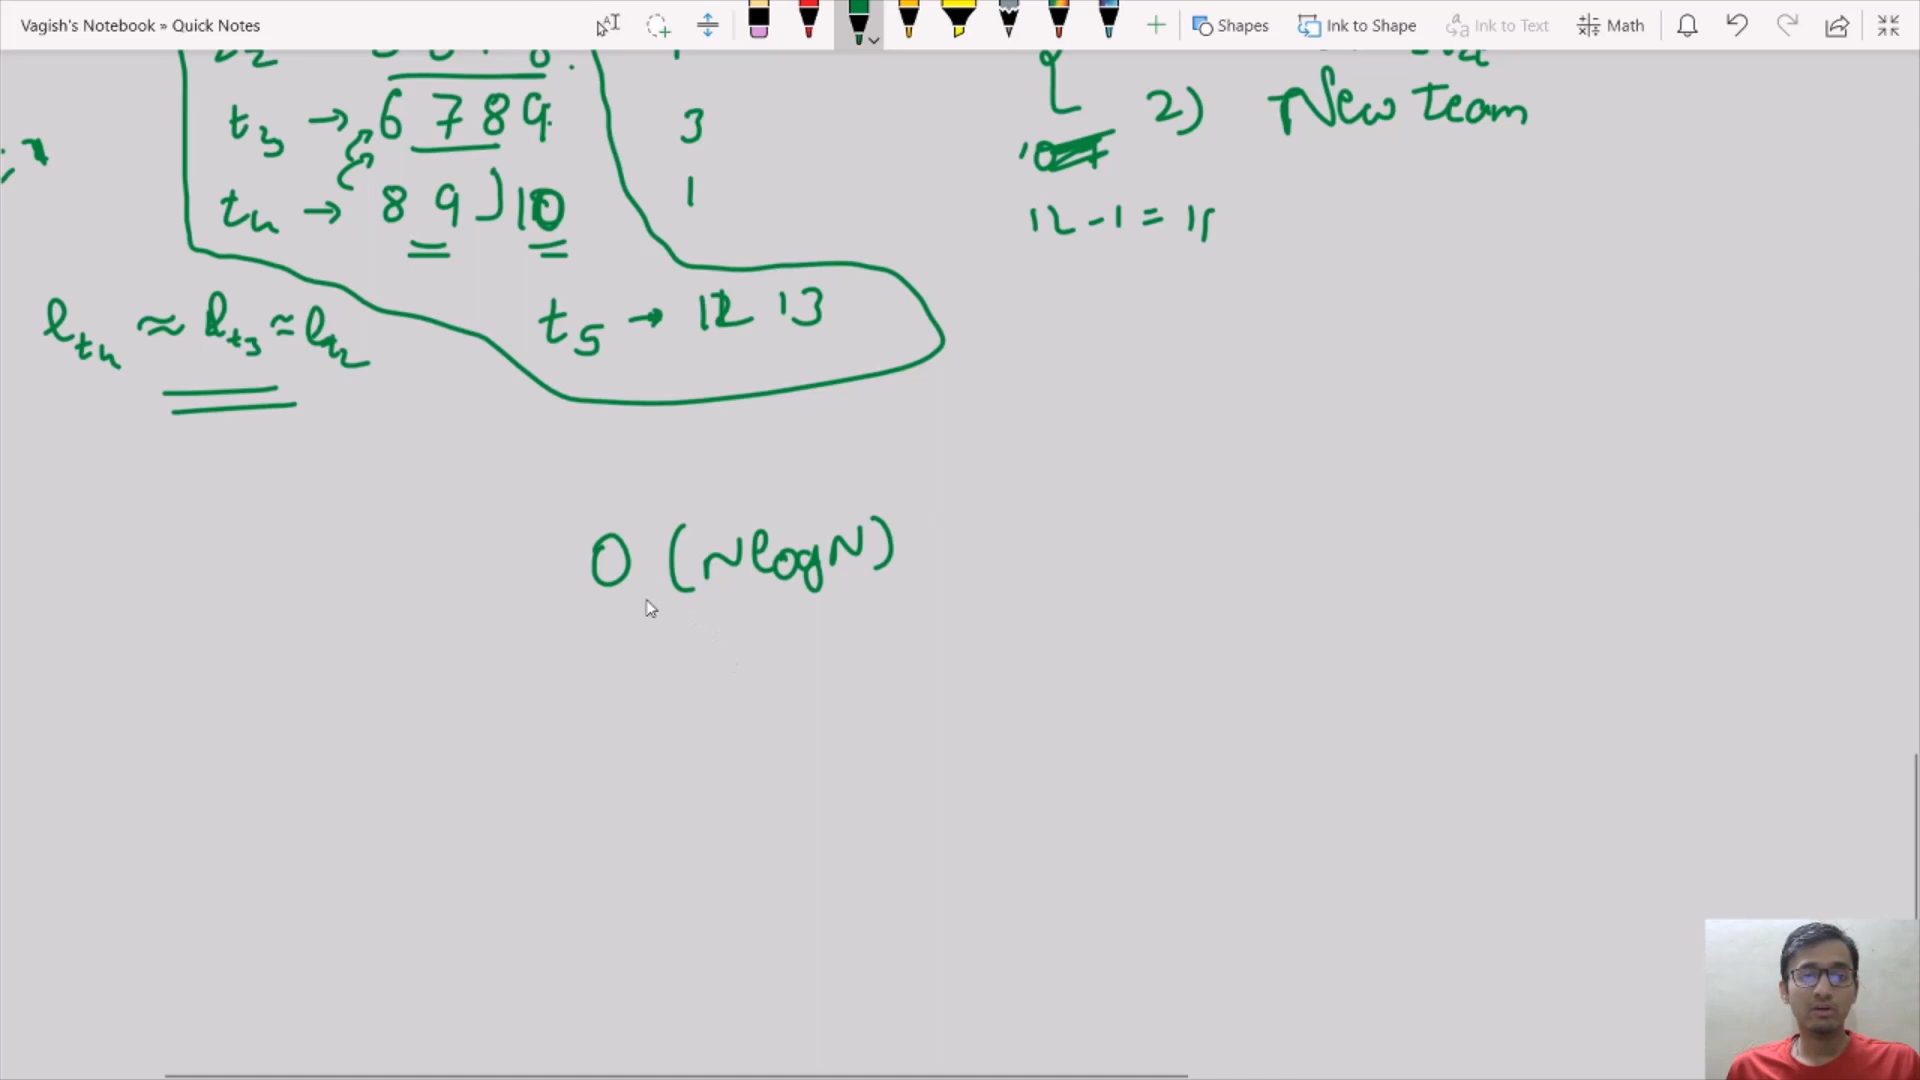 Vagish's Notebook » Quick Notes
Shapes Ink to Shape Ink to Text Math
t3 → 6 7 8 9. 3
2) New team
t4 → 8 9 10 1
12 - 1 = 11
lt4 ≈ lt3 ≈ lt2
t5 → 12 13
O (NlogN)